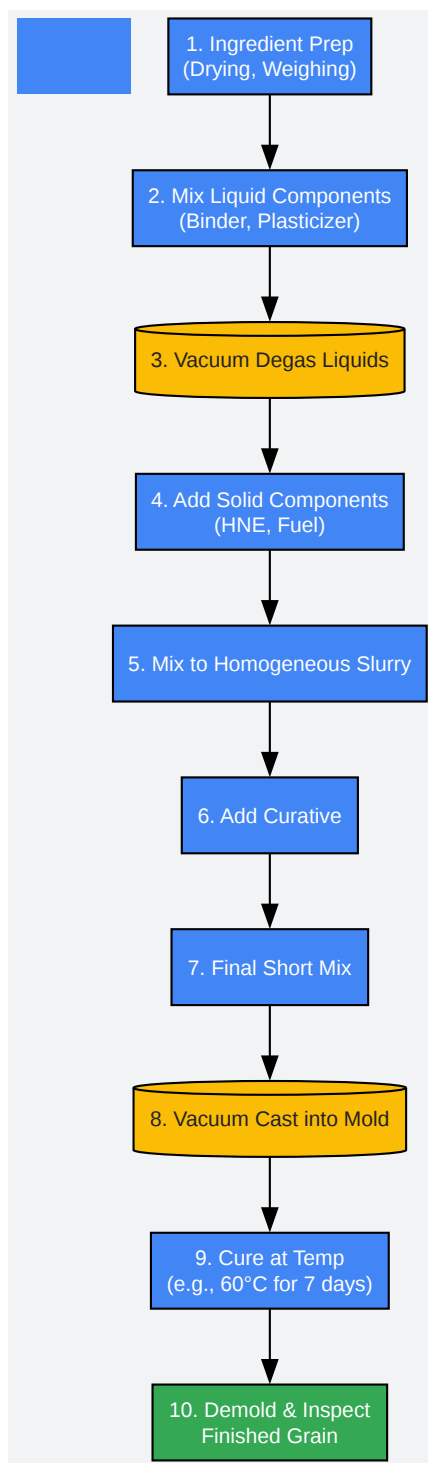 1. Ingredient Prep
(Drying, Weighing)
2. Mix Liquid Components
(Binder, Plasticizer)
3. Vacuum Degas Liquids
4. Add Solid Components
(HNE, Fuel)
5. Mix to Homogeneous Slurry
6. Add Curative
7. Final Short Mix
8. Vacuum Cast into Mold
9. Cure at Temp
(e.g., 60°C for 7 days)
10. Demold & Inspect
Finished Grain